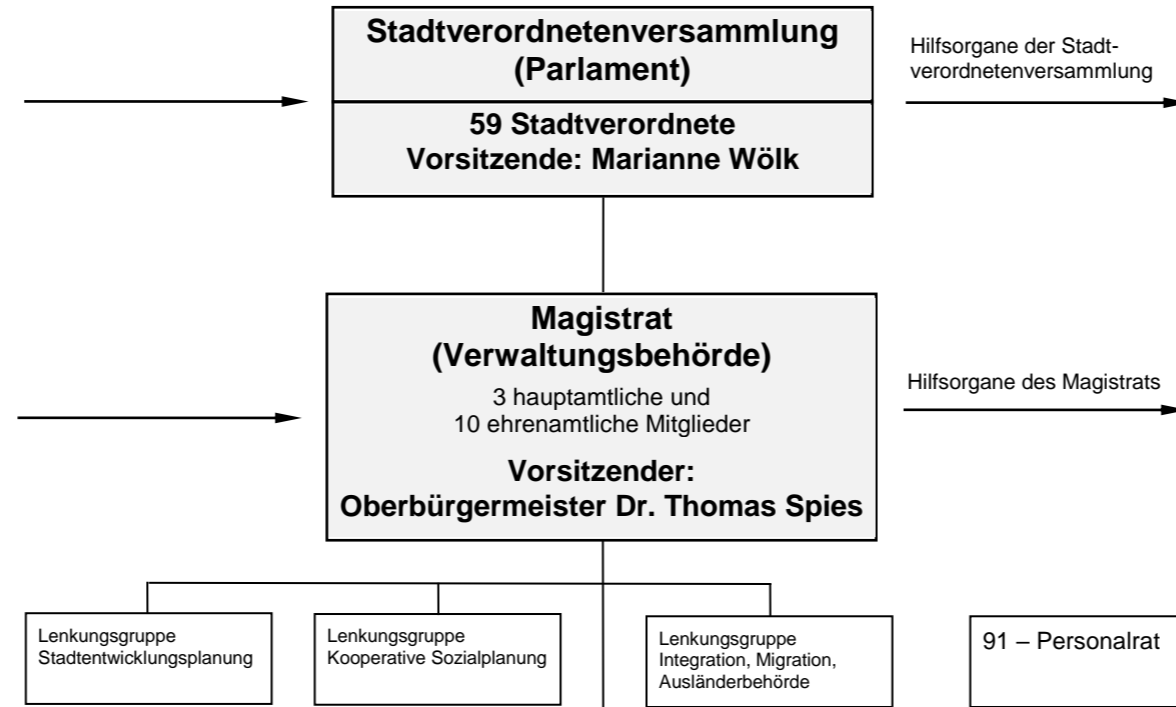 Stadtverordnetenversammlung
(Parlament)
59 Stadtverordnete
Vorsitzende: Marianne Wölk
Hilfsorgane der Stadt-
verordnetenversammlung
Magistrat
(Verwaltungsbehörde)
3 hauptamtliche und
10 ehrenamtliche Mitglieder
Vorsitzender:
Oberbürgermeister Dr. Thomas Spies
Hilfsorgane des Magistrats
Lenkungsgruppe
Stadtentwicklungsplanung
Lenkungsgruppe
Kooperative Sozialplanung
Lenkungsgruppe
Integration, Migration,
Ausländerbehörde
91 – Personalrat